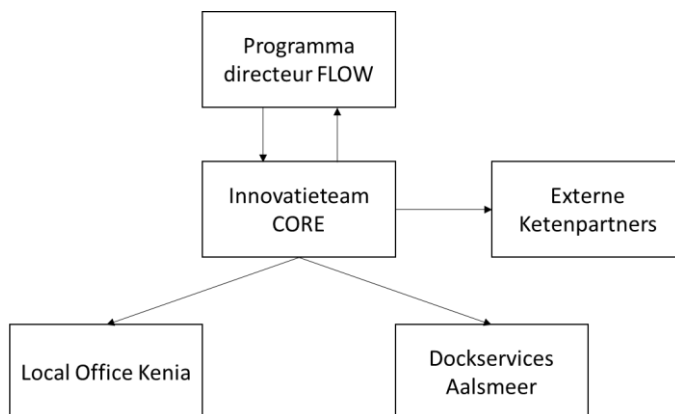 Programma
directeur FLOW
Innovatieteam
CORE
Externe
Ketenpartners
Local Office Kenia
Dockservices
Aalsmeer